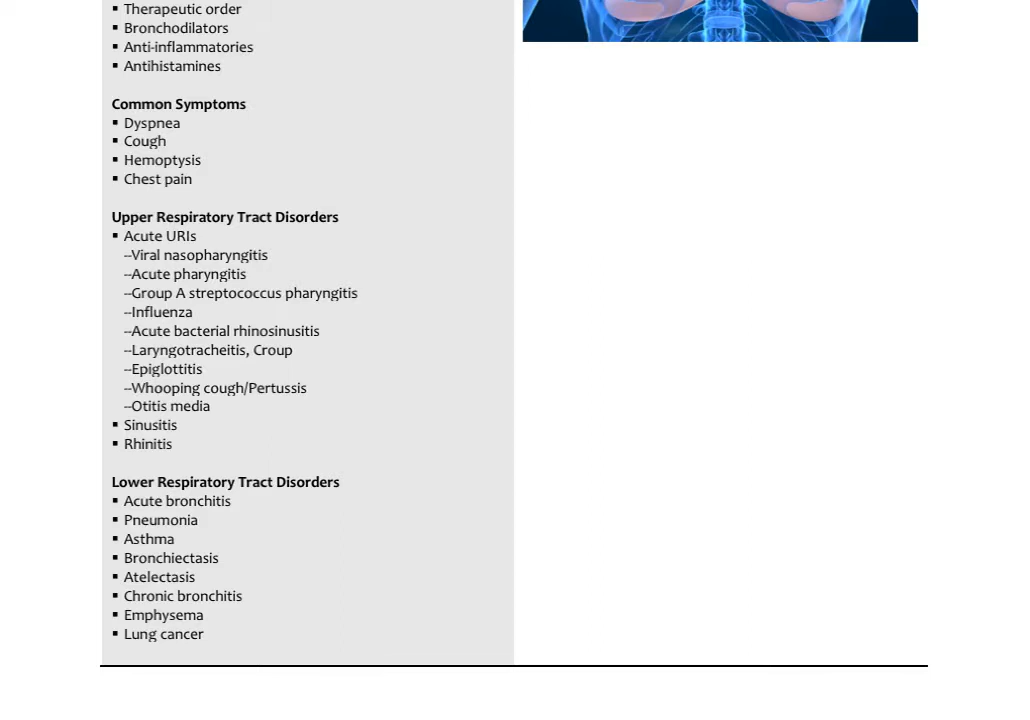 ▪ Therapeutic order
▪ Bronchodilators
▪ Anti-inflammatories
▪ Antihistamines
Common Symptoms
▪ Dyspnea
▪ Cough
▪ Hemoptysis
▪ Chest pain
Upper Respiratory Tract Disorders
▪ Acute URIs
--Viral nasopharyngitis
--Acute pharyngitis
--Group A streptococcus pharyngitis
--Influenza
--Acute bacterial rhinosinusitis
--Laryngotracheitis, Croup
--Epiglottitis
--Whooping cough/Pertussis
--Otitis media
▪ Sinusitis
▪ Rhinitis
Lower Respiratory Tract Disorders
▪ Acute bronchitis
▪ Pneumonia
▪ Asthma
▪ Bronchiectasis
▪ Atelectasis
▪ Chronic bronchitis
▪ Emphysema
▪ Lung cancer